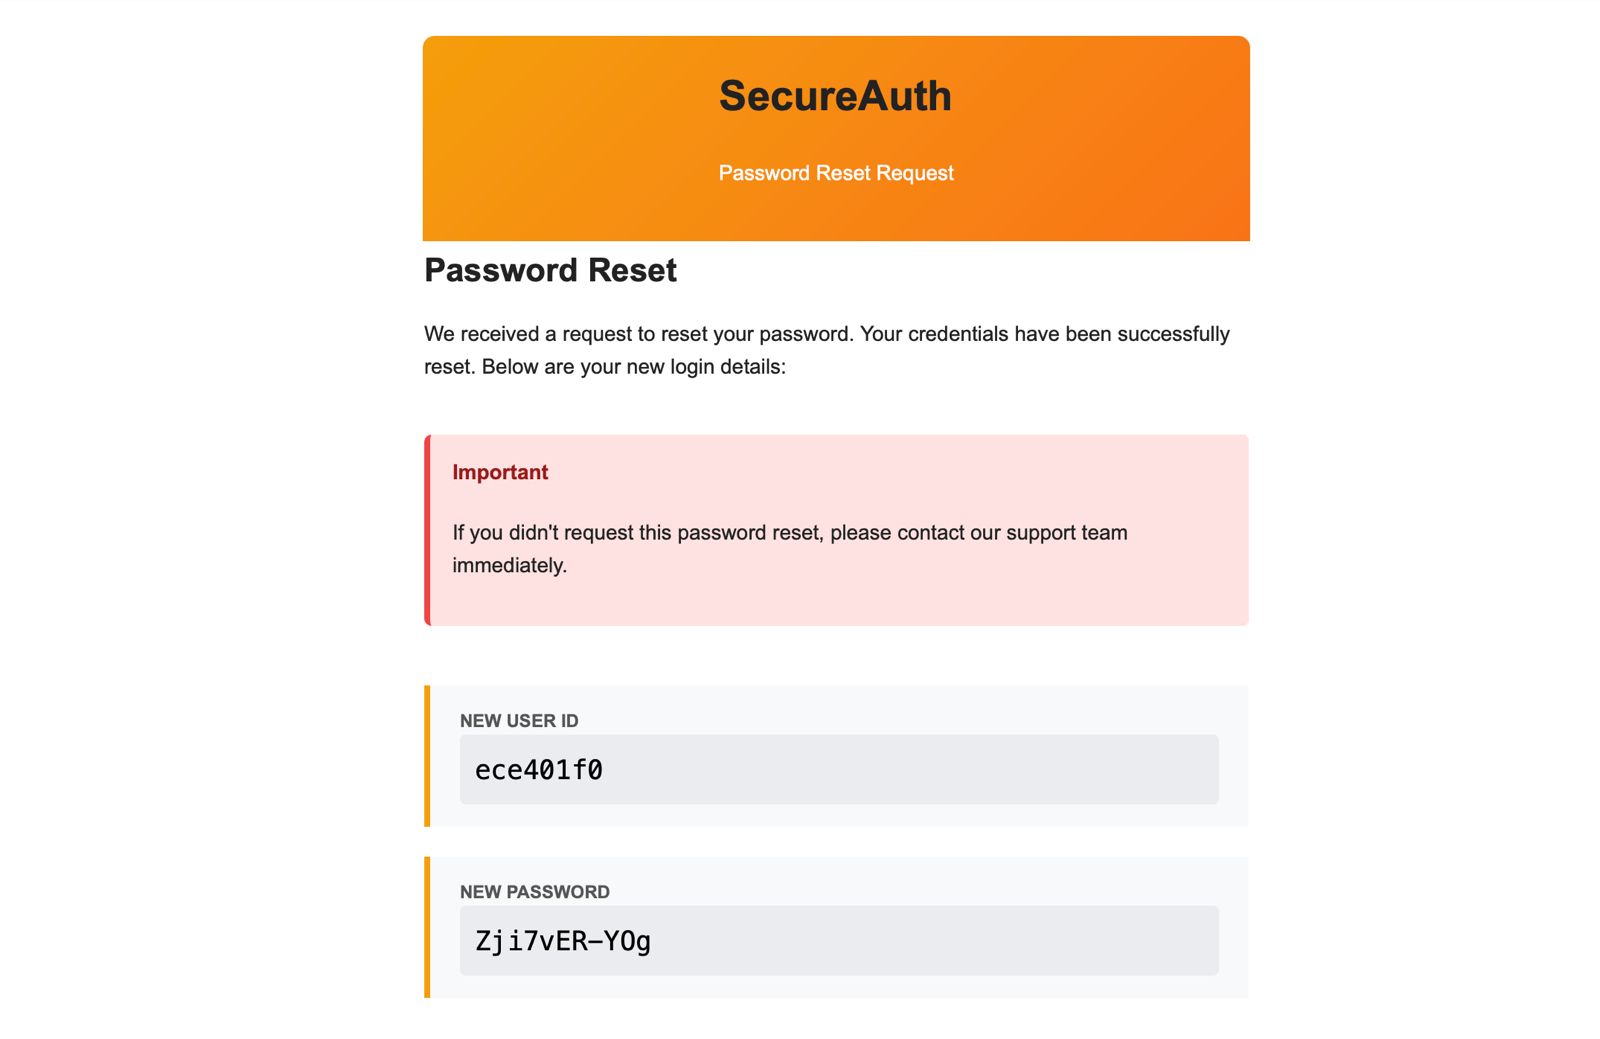 SecureAuth
Password Reset Request
Password Reset
We received a request to reset your password. Your credentials have been successfully
reset. Below are your new login details:
Important
If you didn't request this password reset, please contact our support team
immediately.
NEW USER ID
ece401f0
NEW PASSWORD
Zji7vER-YOg